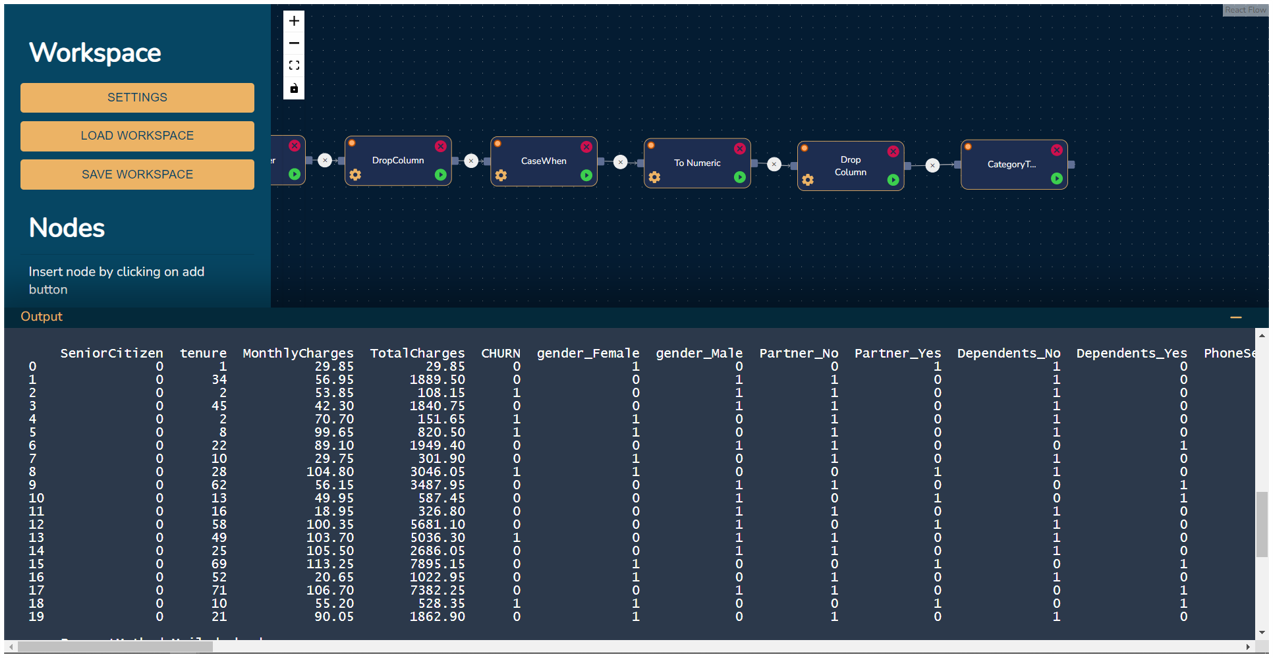 React Flow
Workspace
SETTINGS
LOAD WORKSPACE
SAVE WORKSPACE
er
DropColumn
CaseWhen
To Numeric
Drop
Column
CategoryT...
Nodes
Insert node by clicking on add
button
Output
SeniorCitizen tenure MonthlyCharges TotalCharges CHURN gender_Female gender_Male Partner_No Partner_Yes Dependents_No Dependents_Yes PhoneSe
0 0 1 29.85 29.85 0 1 0 0 1 1 0
1 0 34 56.95 1889.50 0 0 1 1 0 1 0
2 0 2 53.85 108.15 1 0 1 1 0 1 0
3 0 45 42.30 1840.75 0 0 1 1 0 1 0
4 0 2 70.70 151.65 1 1 0 1 0 1 0
5 0 8 99.65 820.50 1 1 0 1 0 1 0
6 0 22 89.10 1949.40 0 0 1 1 0 0 1
7 0 10 29.75 301.90 0 1 0 1 0 1 0
8 0 28 104.80 3046.05 1 1 0 0 1 1 0
9 0 62 56.15 3487.95 0 0 1 1 0 0 1
10 0 13 49.95 587.45 0 0 1 0 1 0 1
11 0 16 18.95 326.80 0 0 1 1 0 1 0
12 0 58 100.35 5681.10 0 0 1 0 1 1 0
13 0 49 103.70 5036.30 1 0 1 1 0 1 0
14 0 25 105.50 2686.05 0 0 1 1 0 1 0
15 0 69 113.25 7895.15 0 1 0 0 1 0 1
16 0 52 20.65 1022.95 0 1 0 1 0 1 0
17 0 71 106.70 7382.25 0 0 1 0 1 0 1
18 0 10 55.20 528.35 1 1 0 0 1 0 1
19 0 21 90.05 1862.90 0 1 0 1 0 1 0